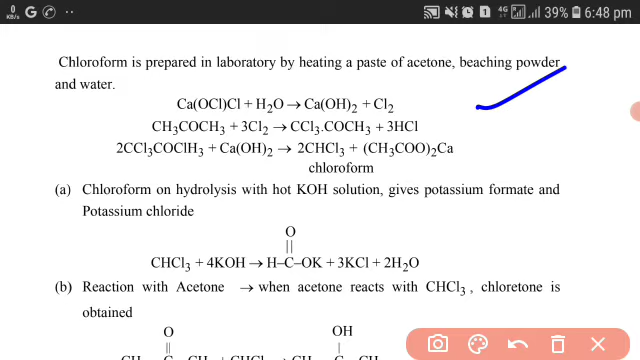 0
KB/s G 4G 39% 6:48 pm
Chloroform is prepared in laboratory by heating a paste of acetone, beaching powder
and water.
Ca(OCl)Cl + H₂O → Ca(OH)₂ + Cl₂
CH₃COCH₃ + 3Cl₂ → CCl₃.COCH₃ + 3HCl
2CCl₃COClH₃ + Ca(OH)₂ → 2CHCl₃ + (CH₃COO)₂Ca
chloroform
(a) Chloroform on hydrolysis with hot KOH solution, gives potassium formate and
Potassium chloride
O
||
CHCl₃ + 4KOH → H–C–OK + 3KCl + 2H₂O
(b) Reaction with Acetone → when acetone reacts with CHCl₃ , chloretone is
obtained
O OH
|| |